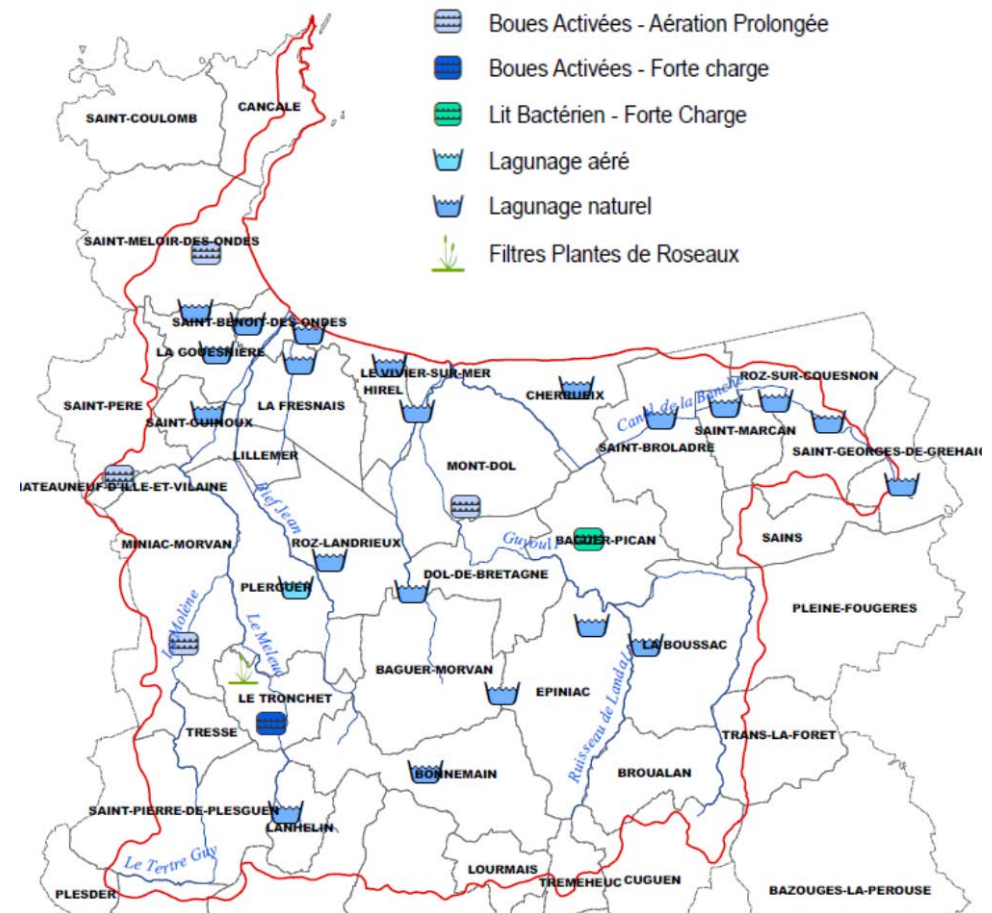 Boues Activées - Aération Prolongée
Boues Activées - Forte charge
Lit Bactérien - Forte Charge
Lagunage aéré
Lagunage naturel
Filtres Plantes de Roseaux
CANCALE
SAINT-COULOMB
SAINT-MELOIR-DES-ONDES
SAINT-BENOIT-DES-ONDES
LA GOUESNIERE
LE VIVIER-SUR-MER
ROZ-SUR-COUESNON
HIREL
CHERRUEIX
Canal de la Banche
SAINT-PERE
LA FRESNAIS
SAINT-GUINOUX
SAINT-MARCAN
SAINT-BROLADRE
SAINT-GEORGES-DE-GREHAIG
LILLEMER
MONT-DOL
HATEAUNEUF-D'ILLE-ET-VILAINE
Bief Jean
MINIAC-MORVAN
ROZ-LANDRIEUX
Guyoult
BAGUER-PICAN
SAINS
DOL-DE-BRETAGNE
PLERGUER
PLEINE-FOUGERES
La Molène
Le Meleuc
LA BOUSSAC
BAGUER-MORVAN
EPINIAC
LE TRONCHET
Ruisseau de Landal
TRESSE
TRANS-LA-FORET
BONNEMAIN
BROUALAN
SAINT-PIERRE-DE-PLESGUEN
LANHELIN
Le Tertre Guy
LOURMAIS
TREMEHEUC
CUGUEN
PLESDER
BAZOUGES-LA-PEROUSE